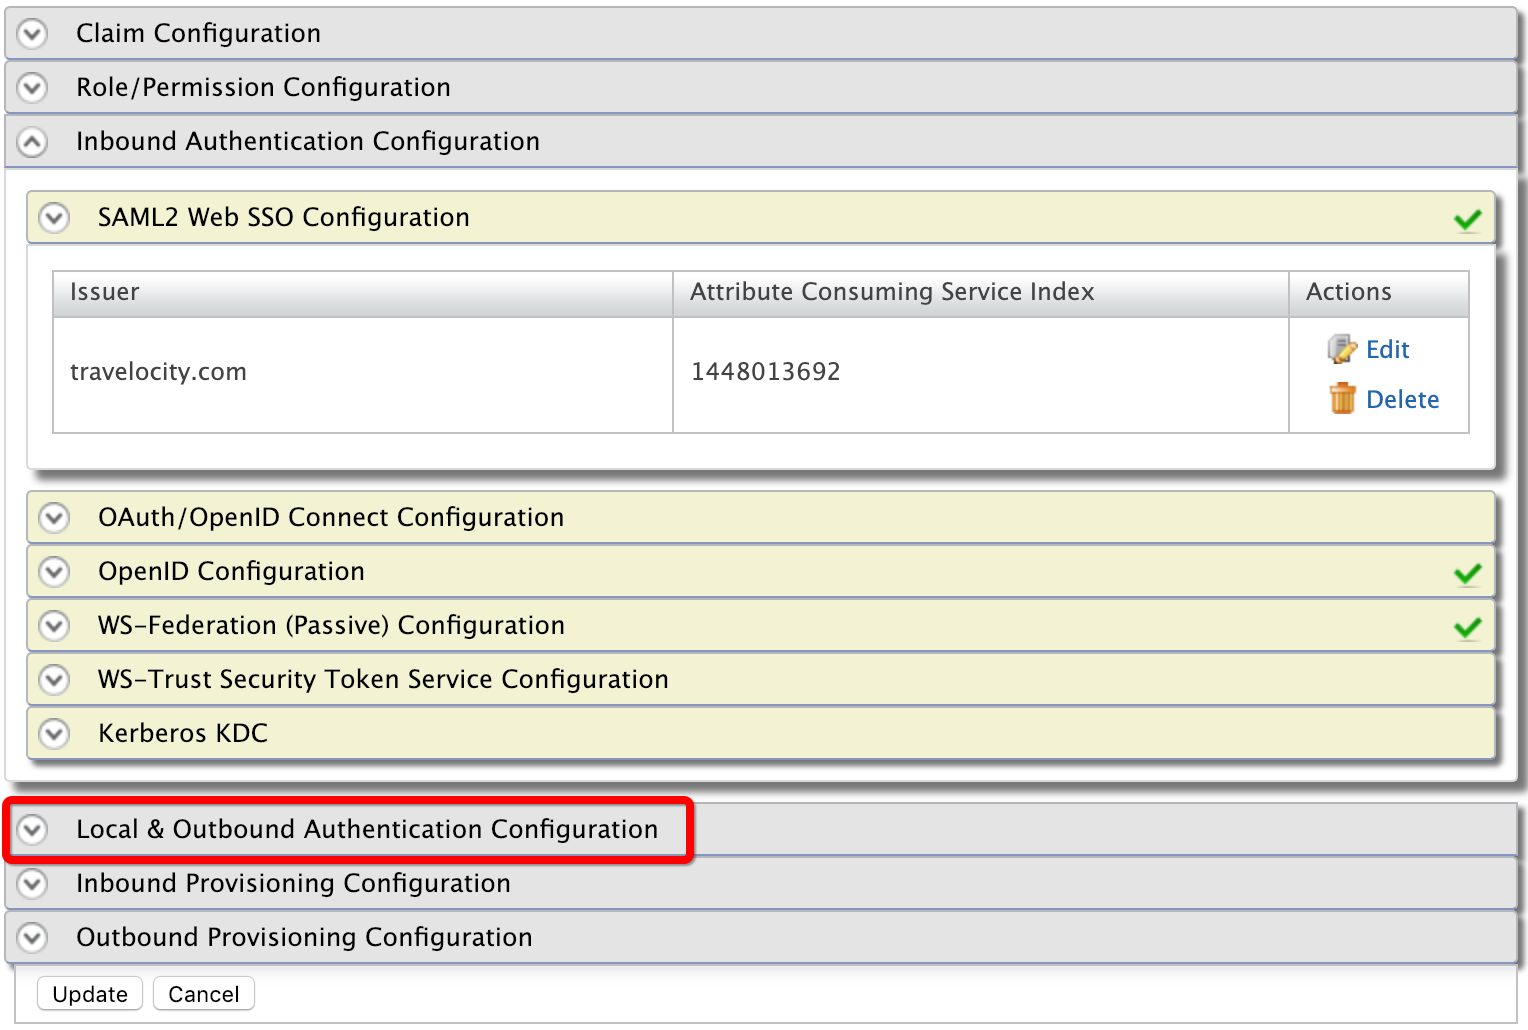 Claim Configuration
Role/Permission Configuration
Inbound Authentication Configuration
SAML2 Web SSO Configuration
Issuer Attribute Consuming Service Index Actions
travelocity.com 1448013692 Edit
Delete
OAuth/OpenID Connect Configuration
OpenID Configuration
WS-Federation (Passive) Configuration
WS-Trust Security Token Service Configuration
Kerberos KDC
Local & Outbound Authentication Configuration
Inbound Provisioning Configuration
Outbound Provisioning Configuration
Update Cancel